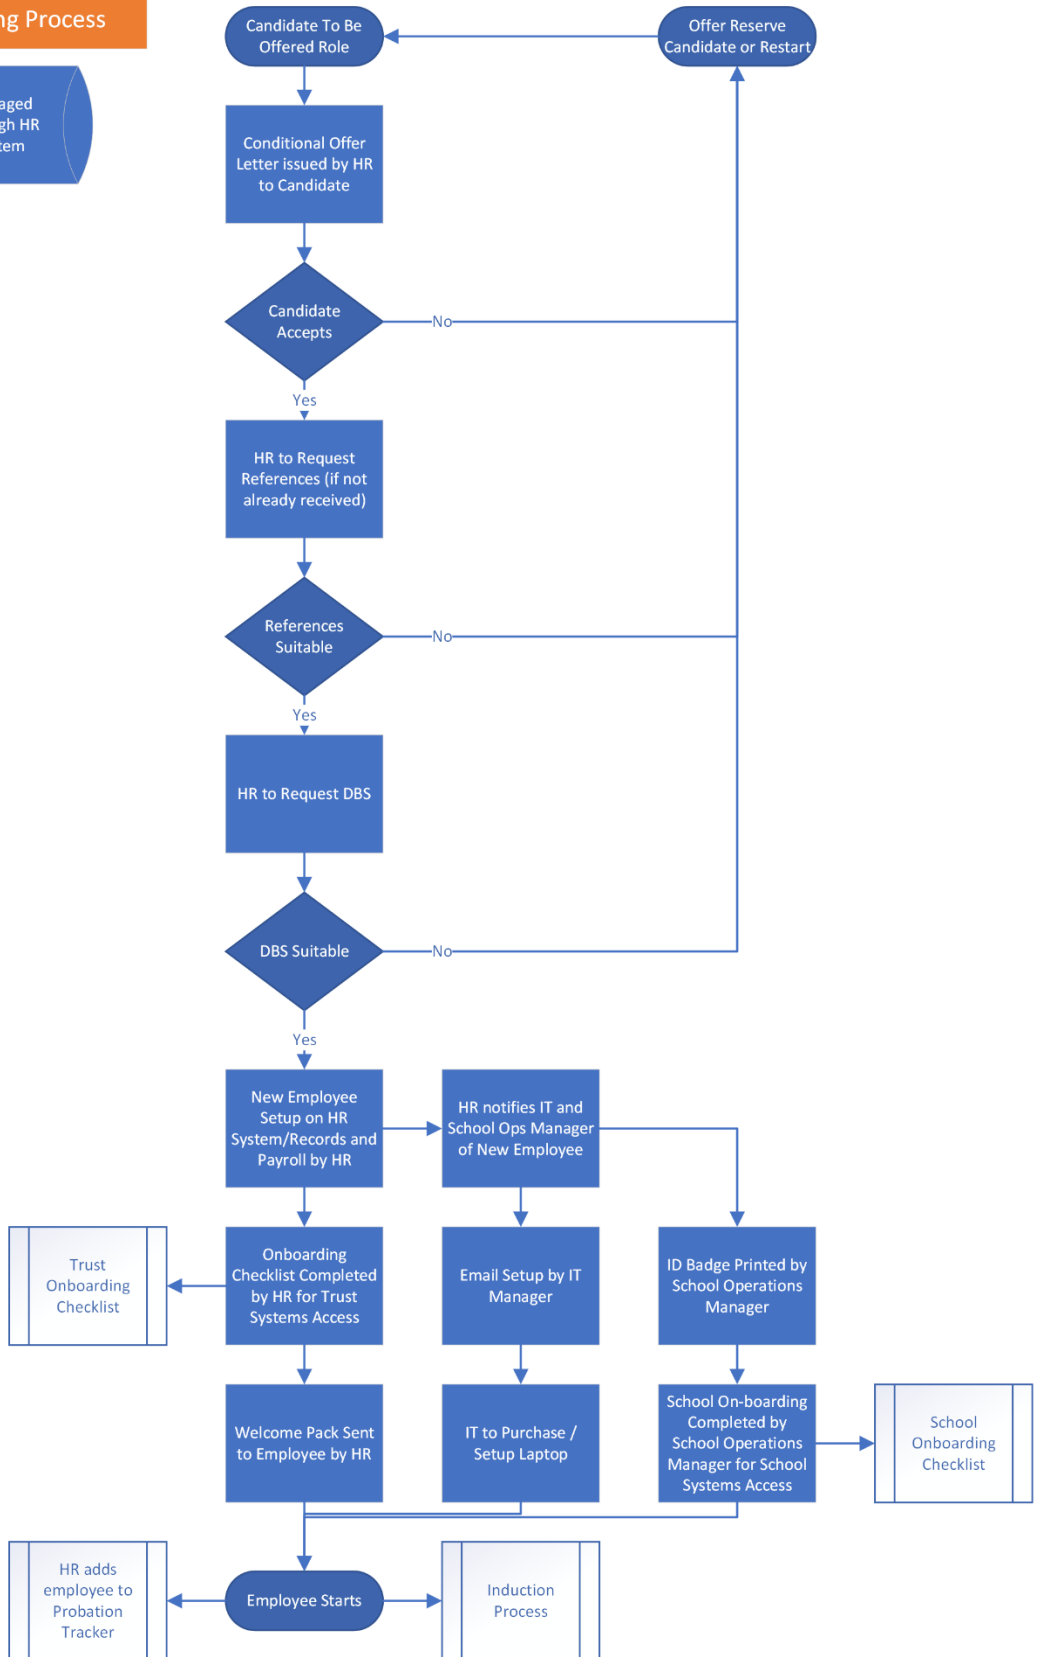 ng Process
Candidate To Be
Offered Role
Offer Reserve
Candidate or Restart
aged
gh HR
tem
Conditional Offer
Letter issued by HR
to Candidate
Candidate
Accepts
No
Yes
HR to Request
References (if not
already received)
References
Suitable
No
Yes
HR to Request DBS
DBS Suitable
No
Yes
New Employee
Setup on HR
System/Records and
Payroll by HR
HR notifies IT and
School Ops Manager
of New Employee
Trust
Onboarding
Checklist
Onboarding
Checklist Completed
by HR for Trust
Systems Access
Email Setup by IT
Manager
ID Badge Printed by
School Operations
Manager
Welcome Pack Sent
to Employee by HR
IT to Purchase /
Setup Laptop
School On-boarding
Completed by
School Operations
Manager for School
Systems Access
School
Onboarding
Checklist
HR adds
employee to
Probation
Tracker
Employee Starts
Induction
Process